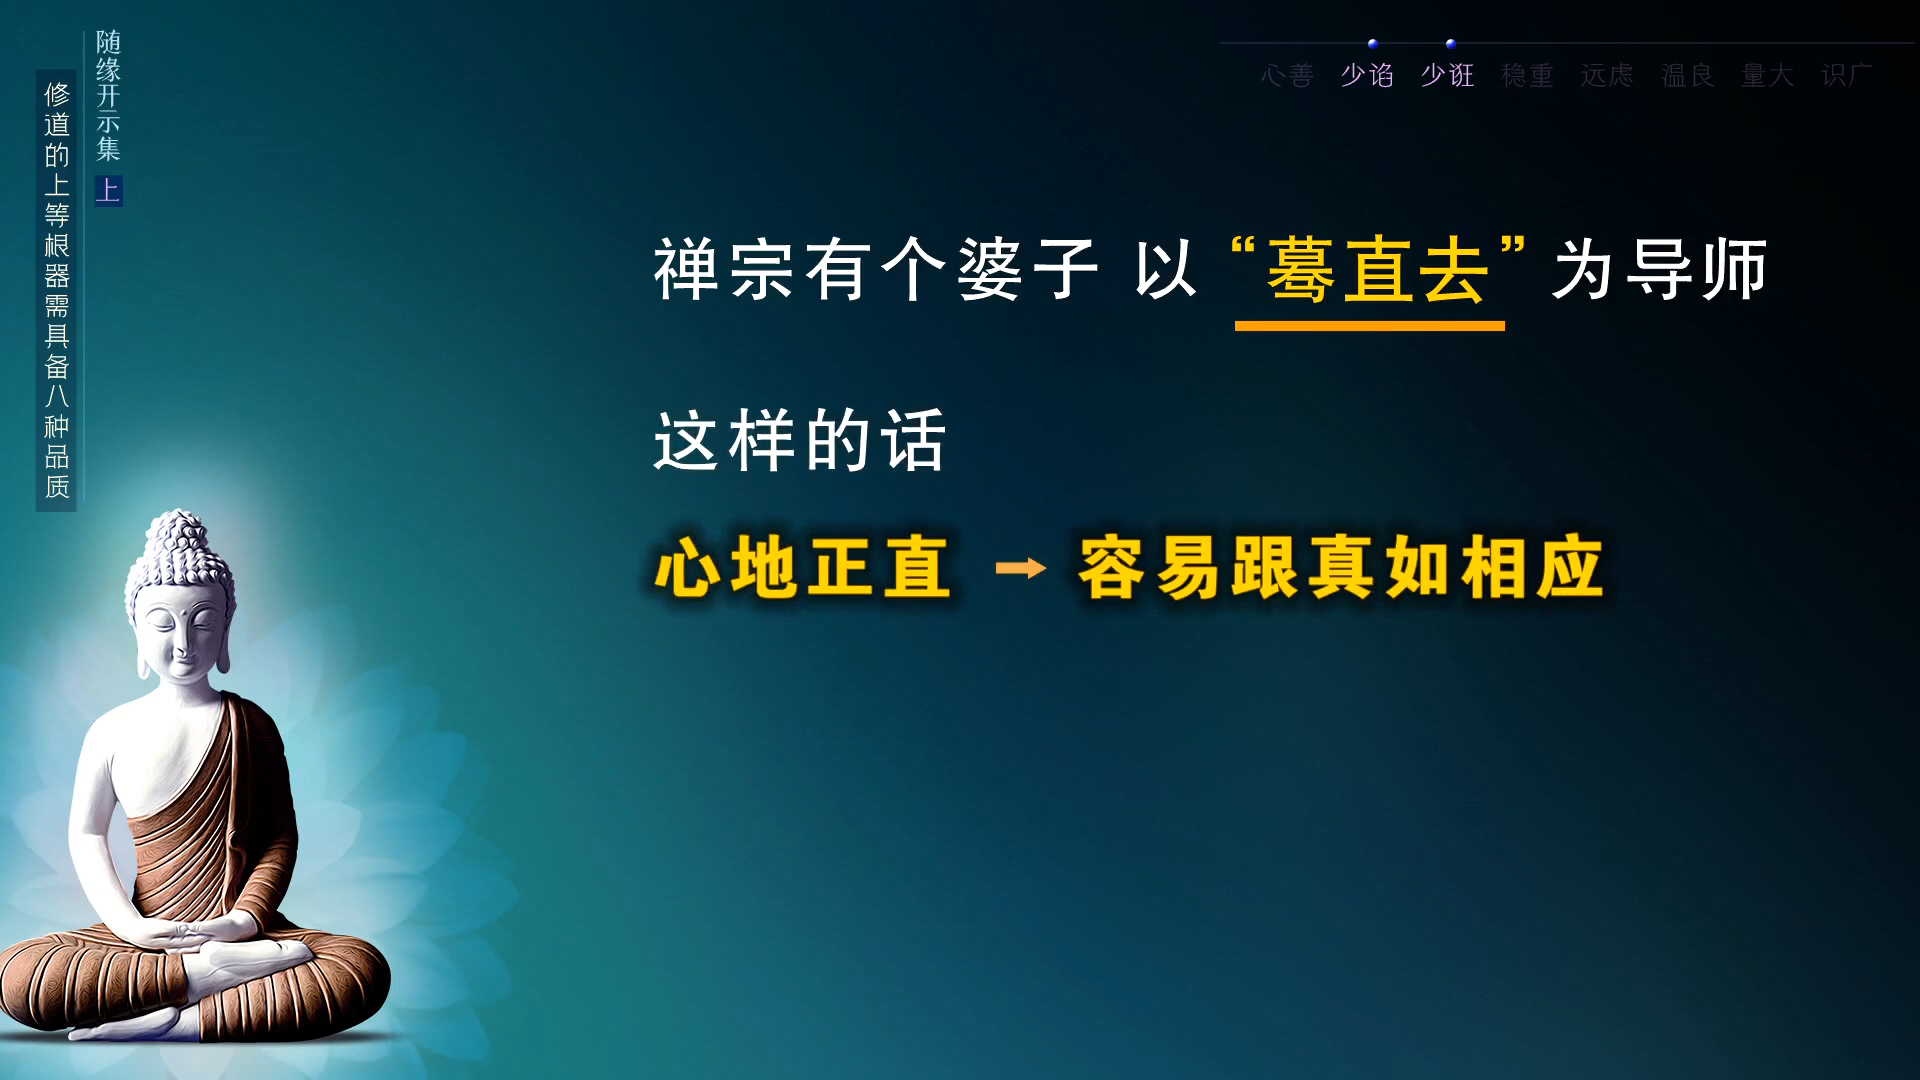 随缘开示集 上
修道的上等根器需具备八种品质
心善 少谄 少诳 稳重 远虑 温良 量大 识广
禅宗有个婆子 以 “蓦直去” 为导师
这样的话
心地正直 → 容易跟真如相应